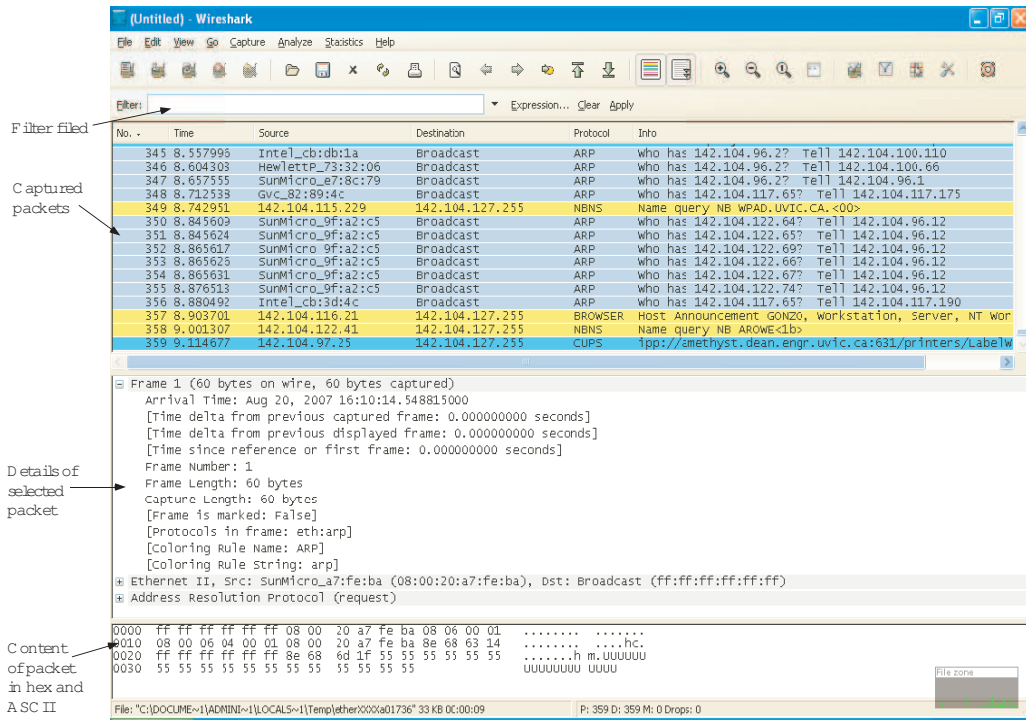 (Untitled) - Wireshark
File Edit View Go Capture Analyze Statistics Help
Filter: Expression... Clear Apply
Filter filed
No. - Time Source Destination Protocol Info
345 8.557996 Intel_cb:db:1a Broadcast ARP who has 142.104.96.2? Tell 142.104.100.110
346 8.604303 HewlettP_73:32:06 Broadcast ARP who has 142.104.96.2? Tell 142.104.100.66
347 8.657555 SunMicro_e7:8c:79 Broadcast ARP who has 142.104.96.2? Tell 142.104.96.1
348 8.712538 Gvc_82:89:4c Broadcast ARP who has 142.104.117.65? Tell 142.104.117.175
349 8.742951 142.104.115.229 142.104.127.255 NBNS Name query NB WPAD.UVIC.CA.<00>
350 8.845609 SunMicro_9f:a2:c5 Broadcast ARP who has 142.104.122.64? Tell 142.104.96.12
351 8.845624 SunMicro_9f:a2:c5 Broadcast ARP who has 142.104.122.65? Tell 142.104.96.12
352 8.865617 SunMicro_9f:a2:c5 Broadcast ARP who has 142.104.122.69? Tell 142.104.96.12
353 8.865625 SunMicro_9f:a2:c5 Broadcast ARP who has 142.104.122.66? Tell 142.104.96.12
354 8.865631 SunMicro_9f:a2:c5 Broadcast ARP who has 142.104.122.67? Tell 142.104.96.12
355 8.876513 SunMicro_9f:a2:c5 Broadcast ARP who has 142.104.122.74? Tell 142.104.96.12
356 8.880492 Intel_cb:3d:4c Broadcast ARP who has 142.104.117.65? Tell 142.104.117.190
357 8.903701 142.104.116.21 142.104.127.255 BROWSER Host Announcement GONZO, Workstation, Server, NT Wor
358 9.001307 142.104.122.41 142.104.127.255 NBNS Name query NB AROWE<1b>
359 9.114677 142.104.97.25 142.104.127.255 CUPS ipp://amethyst.dean.engr.uvic.ca:631/printers/LabelW
Captured
packets
Frame 1 (60 bytes on wire, 60 bytes captured)
Arrival Time: Aug 20, 2007 16:10:14.548815000
[Time delta from previous captured frame: 0.000000000 seconds]
[Time delta from previous displayed frame: 0.000000000 seconds]
[Time since reference or first frame: 0.000000000 seconds]
Frame Number: 1
Frame Length: 60 bytes
Capture Length: 60 bytes
[Frame is marked: False]
[Protocols in frame: eth:arp]
[Coloring Rule Name: ARP]
[Coloring Rule String: arp]
Ethernet II, Src: SunMicro_a7:fe:ba (08:00:20:a7:fe:ba), Dst: Broadcast (ff:ff:ff:ff:ff:ff)
Address Resolution Protocol (request)
Details of
selected
packet
0000 ff ff ff ff ff ff 08 00 20 a7 fe ba 08 06 00 01 ........ .......
0010 08 00 06 04 00 01 08 00 20 a7 fe ba 8e 68 63 14 ........ ....hc.
0020 ff ff ff ff ff ff 8e 68 6d 1f 55 55 55 55 55 55 .......h m.UUUUUU
0030 55 55 55 55 55 55 55 55 55 55 55 55 UUUUUUUU UUUU
Content
of packet
in hex and
ASCII
File zone
File: "C:\DOCUME~1\ADMINI~1\LOCALS~1\Temp\etherXXXXa01736" 33 KB 00:00:09 P: 359 D: 359 M: 0 Drops: 0